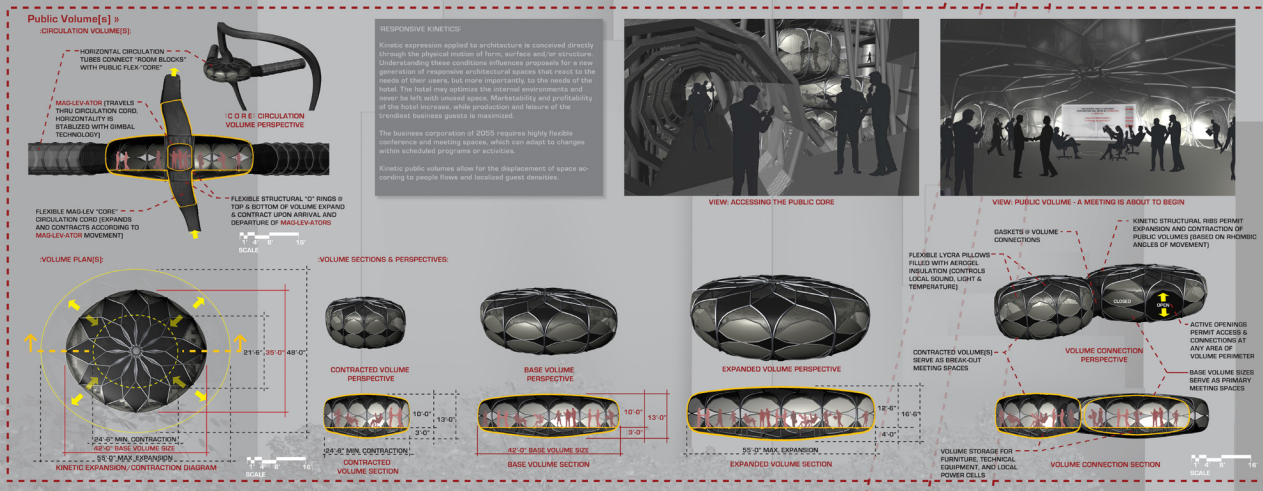 Public Volume[s] »
:CIRCULATION VOLUME[S]:
HORIZONTAL CIRCULATION
TUBES CONNECT "ROOM BLOCKS"
WITH PUBLIC FLEX-"CORE"
MAG-LEV-ATOR [TRAVELS
THRU CIRCULATION CORD,
HORIZONTALITY IS
STABLIZED WITH GIMBAL
TECHNOLOGY]
:C O R E: CIRCULATION
VOLUME PERSPECTIVE
FLEXIBLE MAG-LEV "CORE"
CIRCULATION CORD [EXPANDS
AND CONTRACTS ACCORDING TO
MAG-LEV-ATOR MOVEMENT]
FLEXIBLE STRUCTURAL "O" RINGS @
TOP & BOTTOM OF VOLUME EXPAND
& CONTRACT UPON ARRIVAL AND
DEPARTURE OF MAG-LEV-ATORS
1' 4' 8' 16'
SCALE
:RESPONSIVE KINETICS:
Kinetic expression applied to architecture is conceived directly
through the physical motion of form, surface and/or structure.
Understanding these conditions influences proposals for a new
generation of responsive architectural spaces that react to the
needs of their users, but more importantly, to the needs of the
hotel. The hotel may optimize the internal environments and
never be left with unused space. Marketability and profitability
of the hotel increase, while production and leisure of the
trendiest business guests is maximized.
The business corporation of 2055 requires highly flexible
conference and meeting spaces, which can adapt to changes
within scheduled programs or activities.
Kinetic public volumes allow for the displacement of space ac-
cording to people flows and localized guest densities.
VIEW: ACCESSING THE PUBLIC CORE
VIEW: PUBLIC VOLUME - A MEETING IS ABOUT TO BEGIN
:VOLUME PLAN[S]:
21'-6" 35'-0" 48'-0"
24'-6" MIN. CONTRACTION
42'-0" BASE VOLUME SIZE
55'-0" MAX. EXPANSION
KINETIC EXPANSION/CONTRACTION DIAGRAM
1' 4' 8' 16'
SCALE
:VOLUME SECTIONS & PERSPECTIVES:
CONTRACTED VOLUME
PERSPECTIVE
BASE VOLUME
PERSPECTIVE
EXPANDED VOLUME PERSPECTIVE
10'-0" 13'-0"
3'-0"
24'-6" MIN. CONTRACTION
CONTRACTED
VOLUME SECTION
10'-0" 13'-0"
3'-0"
42'-0" BASE VOLUME SIZE
BASE VOLUME SECTION
12'-6" 16'-6"
4'-0"
55'-0" MAX. EXPANSION
EXPANDED VOLUME SECTION
GASKETS @ VOLUME
CONNECTIONS
KINETIC STRUCTURAL RIBS PERMIT
EXPANSION AND CONTRACTION OF
PUBLIC VOLUMES [BASED ON RHOMBIC
ANGLES OF MOVEMENT]
FLEXIBLE LYCRA PILLOWS
FILLED WITH AEROGEL
INSULATION [CONTROLS
LOCAL SOUND, LIGHT &
TEMPERATURE]
CLOSED
OPEN
ACTIVE OPENINGS
PERMIT ACCESS &
CONNECTIONS AT
ANY AREA OF
VOLUME PERIMETER
CONTRACTED VOLUME[S]
SERVE AS BREAK-OUT
MEETING SPACES
VOLUME CONNECTION
PERSPECTIVE
BASE VOLUME SIZES
SERVE AS PRIMARY
MEETING SPACES
VOLUME STORAGE FOR
FURNITURE, TECHNICAL
EQUIPMENT, AND LOCAL
POWER CELLS
VOLUME CONNECTION SECTION
1' 4' 8' 16'
SCALE